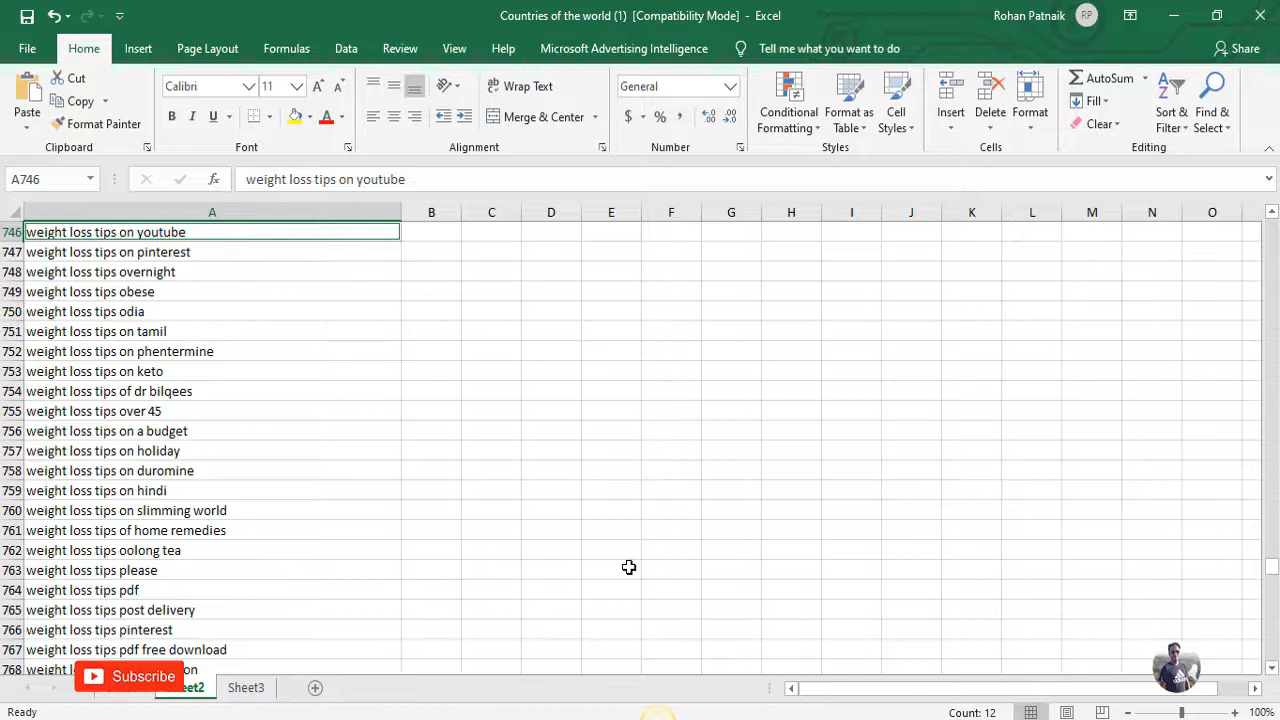 Countries of the world (1) [Compatibility Mode] - Excel
Rohan Patnaik
RP
File
Home
Insert
Page Layout
Formulas
Data
Review
View
Help
Microsoft Advertising Intelligence
Tell me what you want to do
Share
Paste
Cut
Copy
Format Painter
Clipboard
Calibri
11
B
I
U
Font
Wrap Text
Merge & Center
Alignment
General
$
%
Number
Conditional Formatting
Format as Table
Cell Styles
Styles
Insert
Delete
Format
Cells
AutoSum
Fill
Clear
Sort & Filter
Find & Select
Editing
A746
fx
weight loss tips on youtube
A B C D E F G H I J K L M N O
746 weight loss tips on youtube
747 weight loss tips on pinterest
748 weight loss tips overnight
749 weight loss tips obese
750 weight loss tips odia
751 weight loss tips on tamil
752 weight loss tips on phentermine
753 weight loss tips on keto
754 weight loss tips of dr bilqees
755 weight loss tips over 45
756 weight loss tips on a budget
757 weight loss tips on holiday
758 weight loss tips on duromine
759 weight loss tips on hindi
760 weight loss tips on slimming world
761 weight loss tips of home remedies
762 weight loss tips oolong tea
763 weight loss tips please
764 weight loss tips pdf
765 weight loss tips post delivery
766 weight loss tips pinterest
767 weight loss tips pdf free download
768
Subscribe
Sheet3
Ready
Count: 12
100%